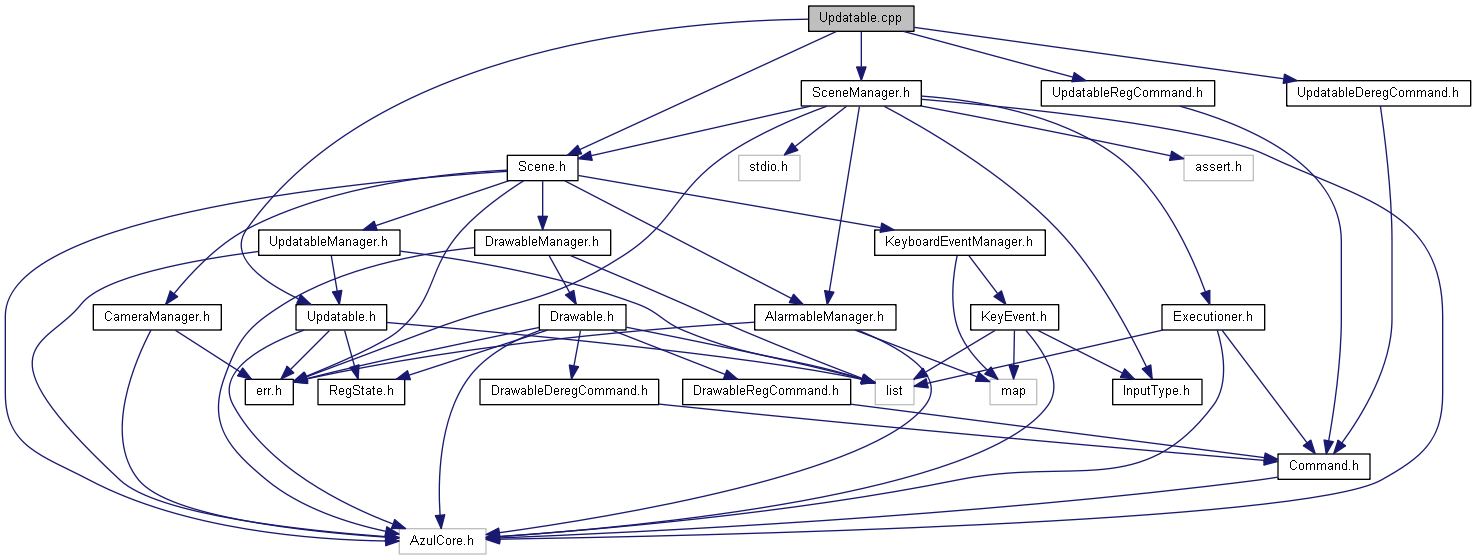 Updatable.cpp
SceneManager.h
UpdatableRegCommand.h
UpdatableDeregCommand.h
Scene.h
stdio.h
assert.h
UpdatableManager.h
DrawableManager.h
KeyboardEventManager.h
CameraManager.h
Updatable.h
Drawable.h
AlarmableManager.h
KeyEvent.h
Executioner.h
err.h
RegState.h
DrawableDeregCommand.h
DrawableRegCommand.h
list
map
InputType.h
Command.h
AzulCore.h